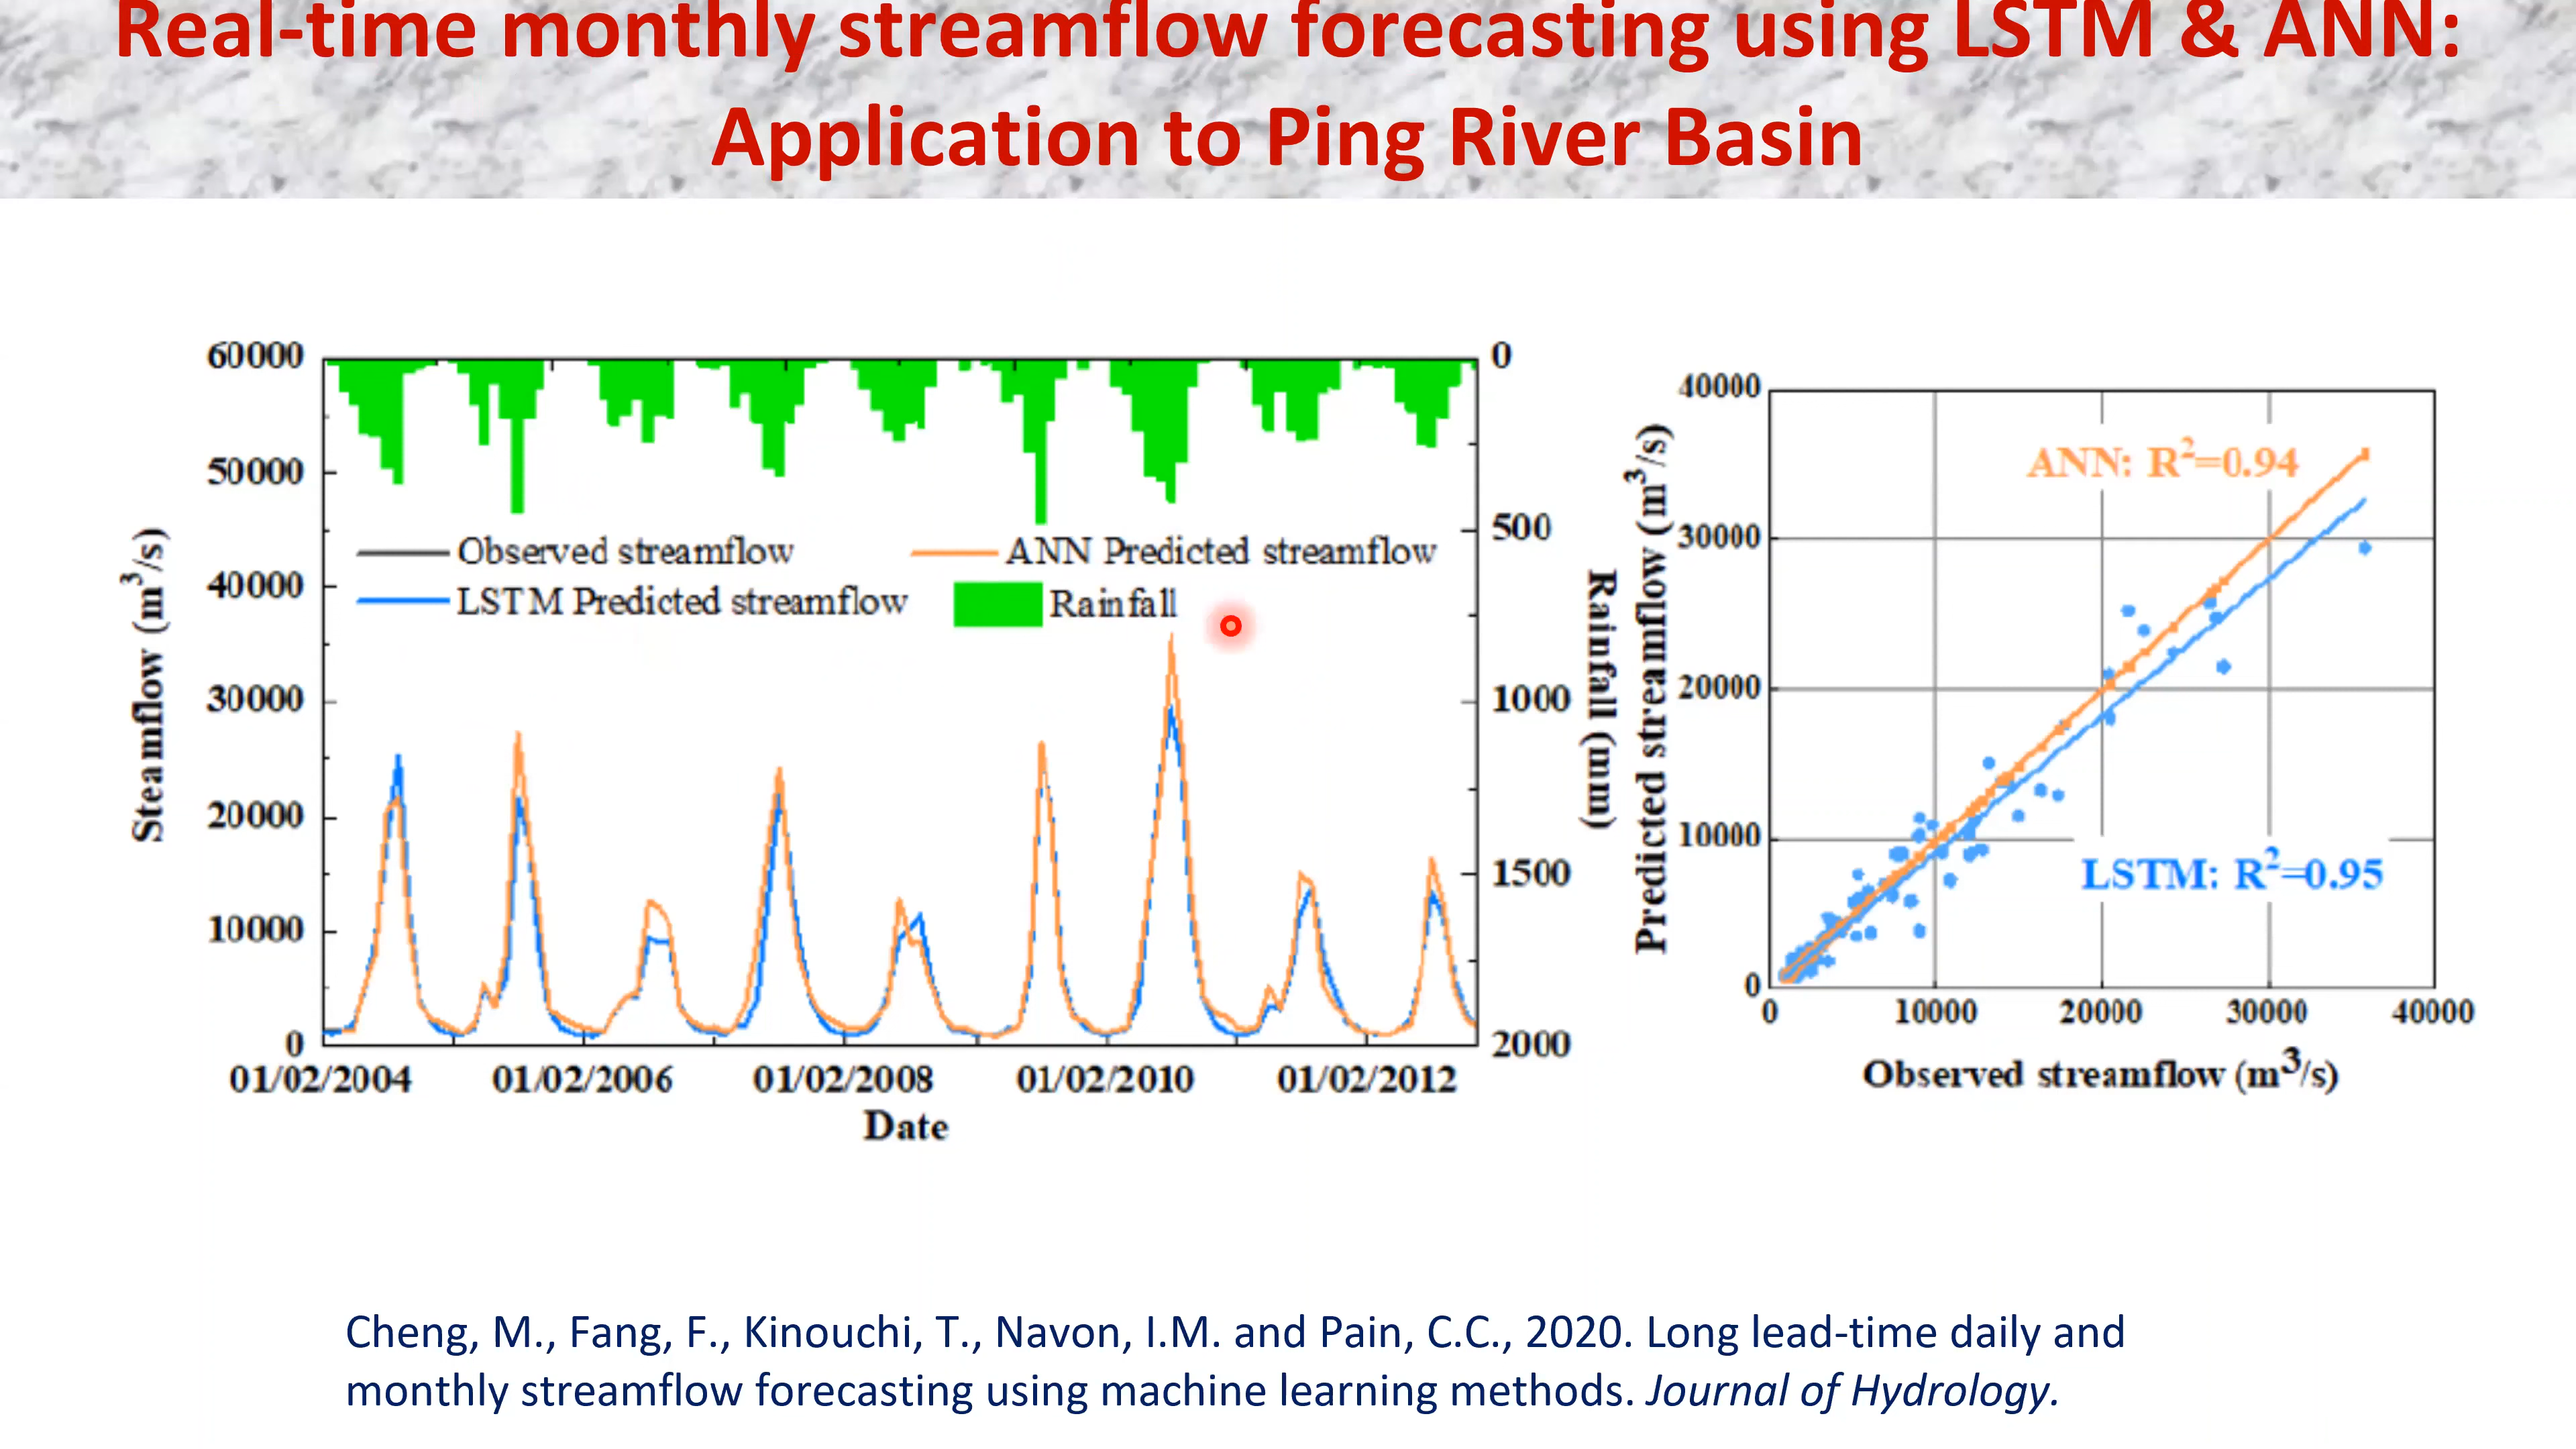 Real-time monthly streamflow forecasting using LSTM & ANN:
Application to Ping River Basin
60000
50000
40000
30000
20000
10000
0
Steamflow (m³/s)
0
500
1000
1500
2000
Rainfall (mm)
Observed streamflow
ANN Predicted streamflow
LSTM Predicted streamflow
Rainfall
01/02/2004
01/02/2006
01/02/2008
01/02/2010
01/02/2012
Date
40000
30000
20000
10000
0
Predicted streamflow (m³/s)
ANN: R²=0.94
LSTM: R²=0.95
0
10000
20000
30000
40000
Observed streamflow (m³/s)
Cheng, M., Fang, F., Kinouchi, T., Navon, I.M. and Pain, C.C., 2020. Long lead-time daily and
monthly streamflow forecasting using machine learning methods. Journal of Hydrology.